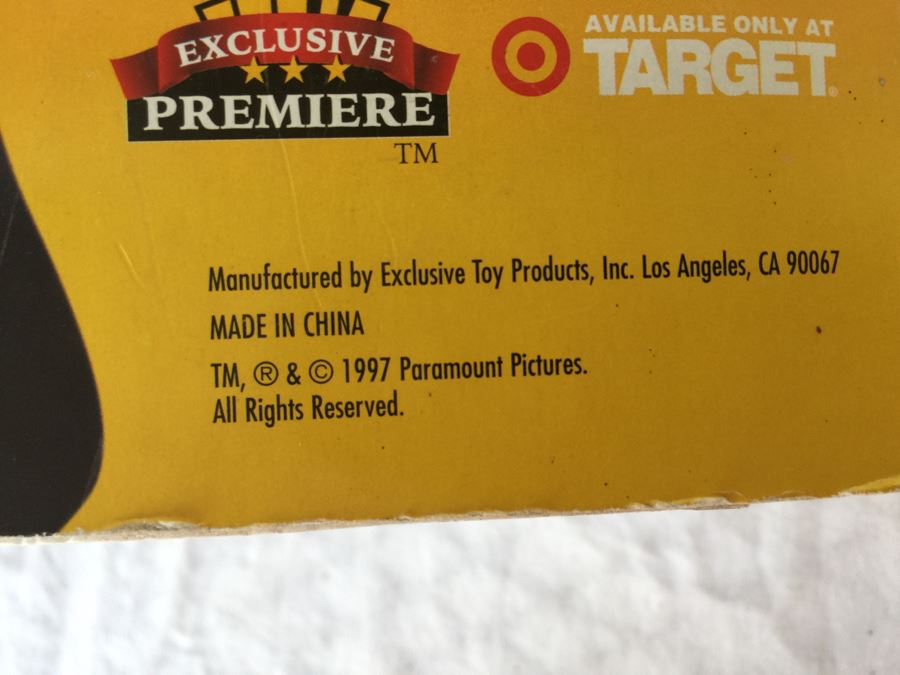 EXCLUSIVE
PREMIERE
TM
AVAILABLE ONLY AT
TARGET®
Manufactured by Exclusive Toy Products, Inc. Los Angeles, CA 90067
MADE IN CHINA
TM, ® & © 1997 Paramount Pictures.
All Rights Reserved.